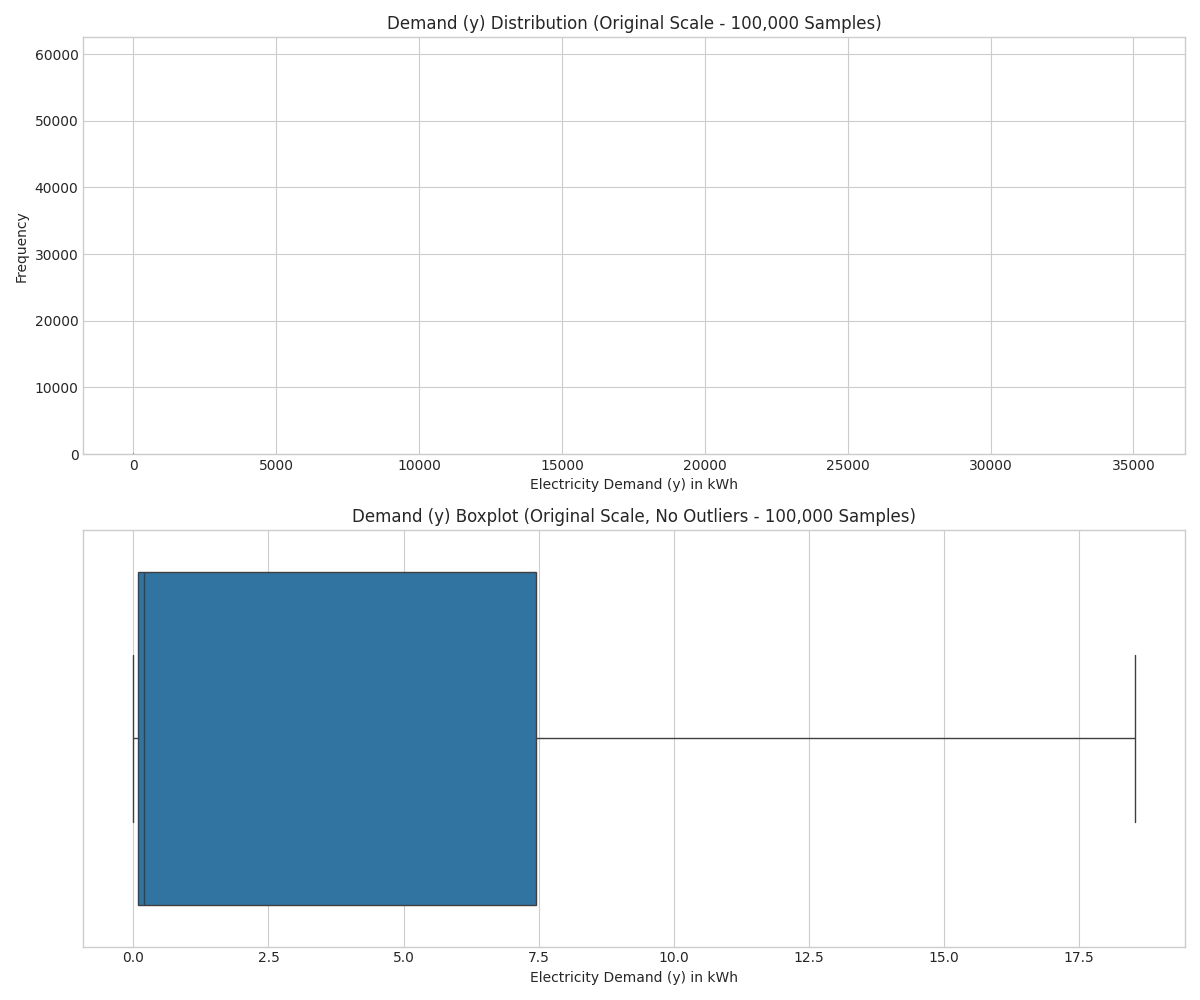 Demand (y) Distribution (Original Scale - 100,000 Samples)
60000
50000
40000
30000
20000
10000
0
Frequency
0 5000 10000 15000 20000 25000 30000 35000
Electricity Demand (y) in kWh
Demand (y) Boxplot (Original Scale, No Outliers - 100,000 Samples)
0.0 2.5 5.0 7.5 10.0 12.5 15.0 17.5
Electricity Demand (y) in kWh